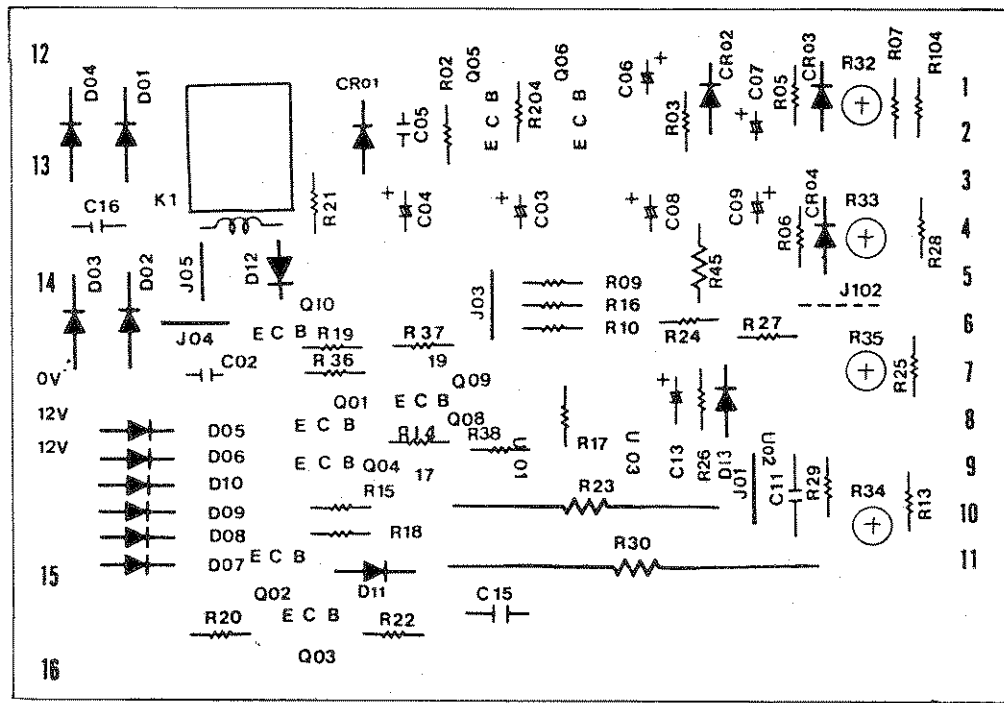 12
D04
D01
CR01
C05
R02
Q05
E C B
R204
Q06
E C B
C06
+
R03
CR02
C07
+
R05
CR03
R32
+
R07
R104
1
2
13
3
K1
C16
R21
+
C04
+
C03
+
C08
C09
+
R06
CR04
R33
+
R28
4
14
D03
D02
J05
D12
J03
R09
R45
5
Q10
R16
J102
J04
E C B
R19
R37
R10
R24
R27
6
R35
+
0V
C02
R36
19
R25
7
Q09
12V
Q01
E C B
+
8
D05
E C B
Q08
12V
R14
R38
U 01
R17
U 03
C13
R26
D13
U02
D06
E C B
Q04
17
J01
C11
R29
9
D10
R15
R23
R34
+
R13
D09
10
D08
R18
D07
E C B
R30
11
15
Q02
D11
C15
R20
E C B
R22
Q03
16